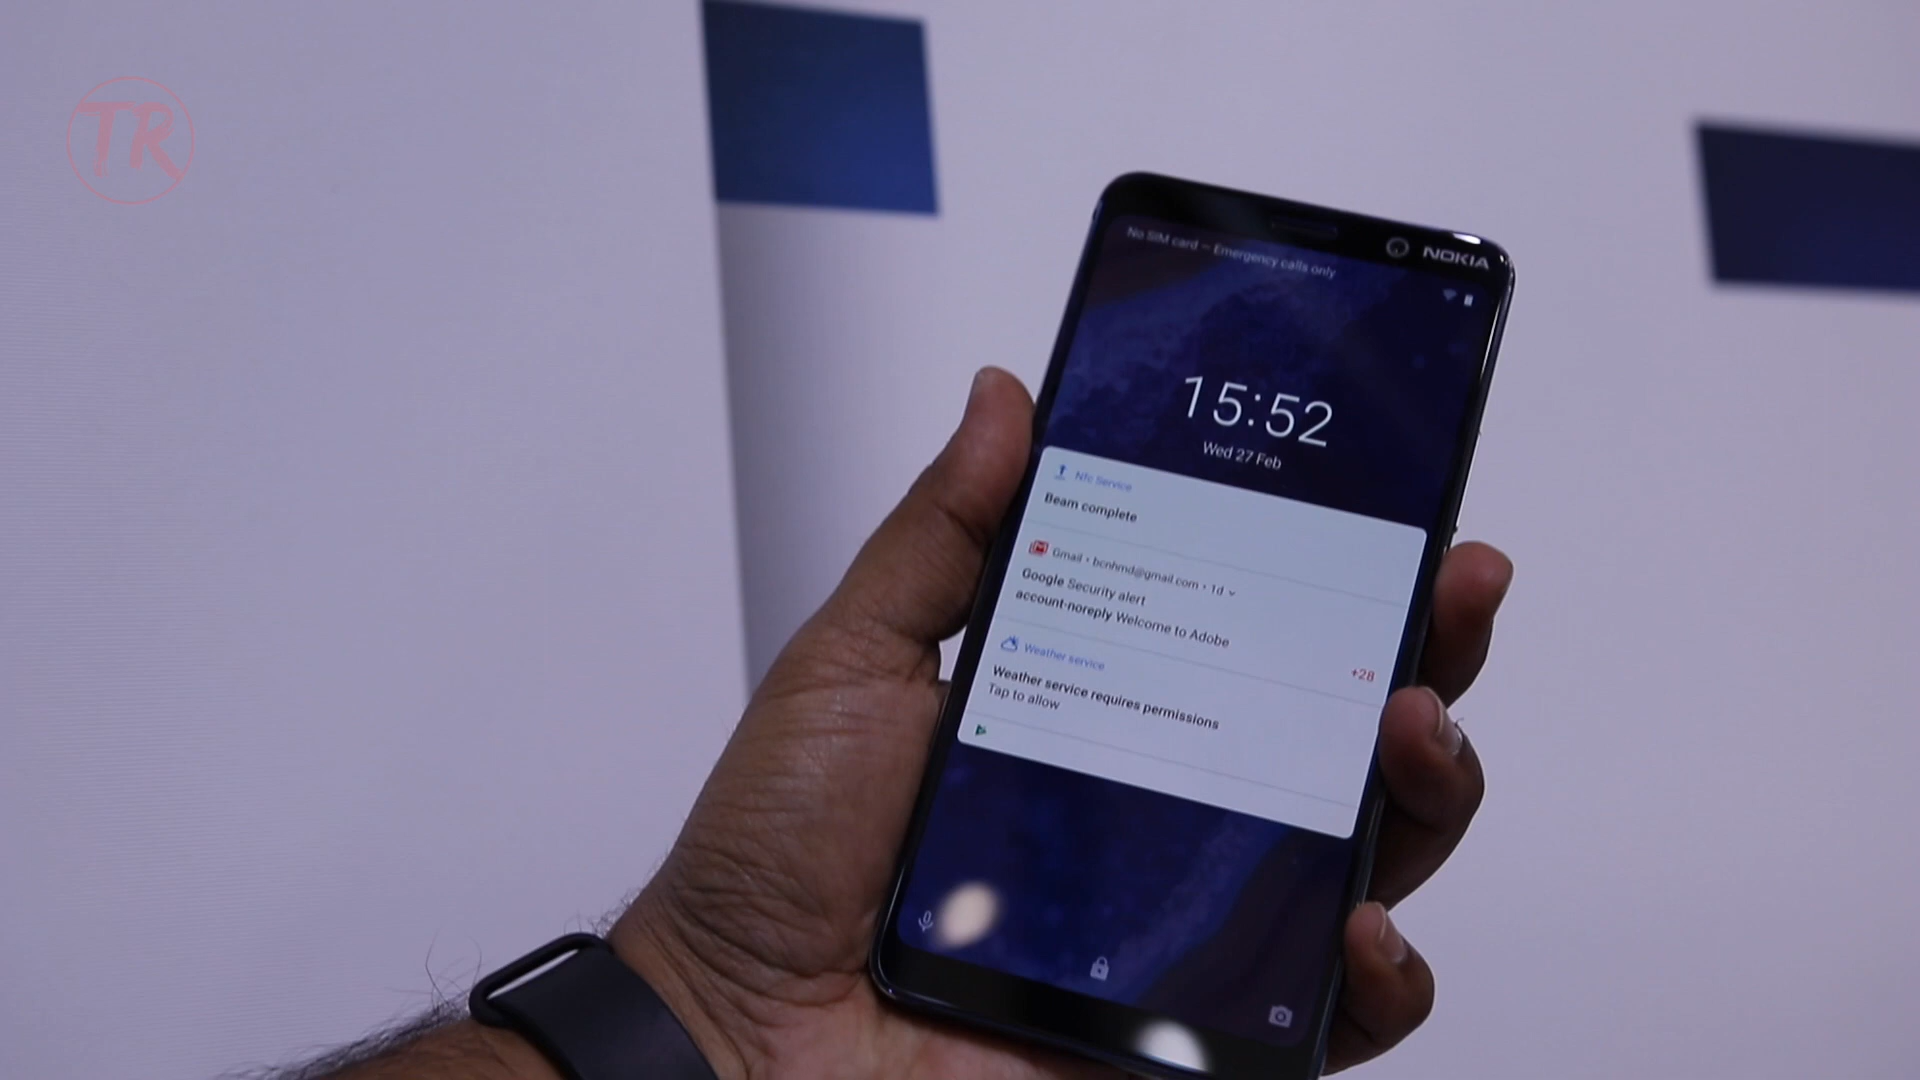 TR
NOKIA
No SIM card – Emergency calls only
15:52
Wed 27 Feb
Nfc Service
Beam complete
Gmail • bcnhmd@gmail.com • 1d
Google Security alert
account-noreply Welcome to Adobe
+28
Weather service
Weather service requires permissions
Tap to allow